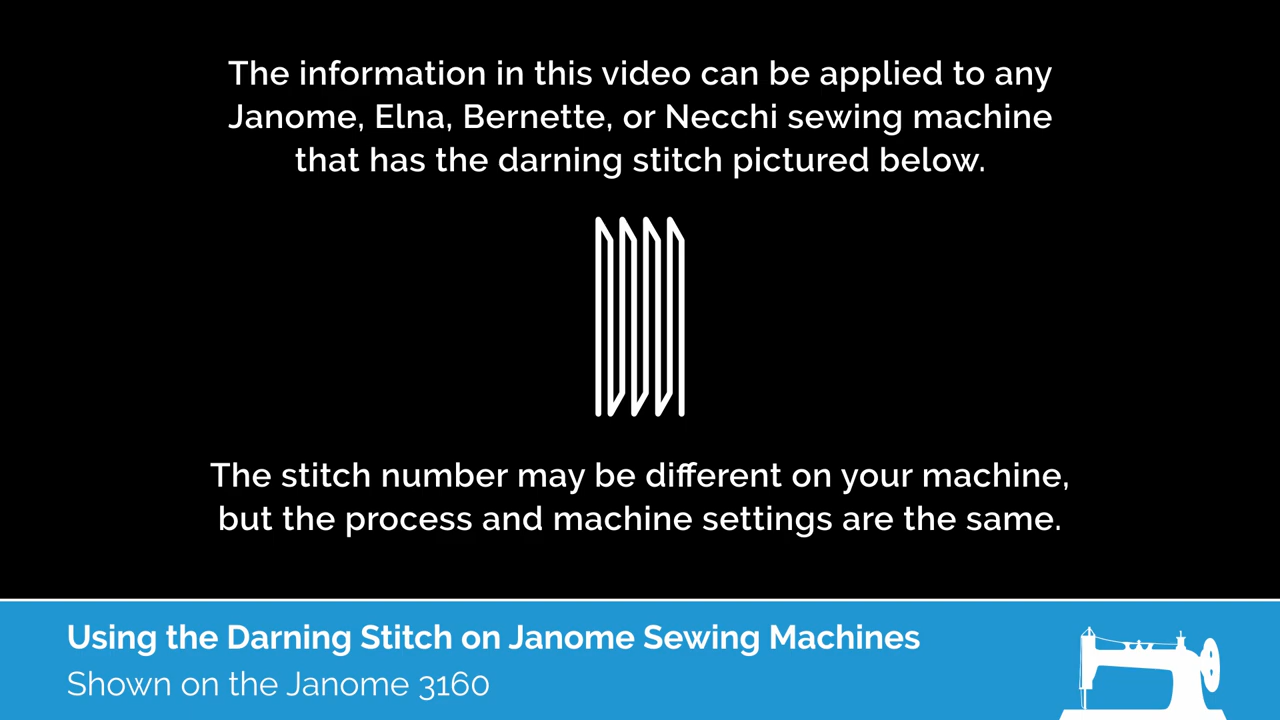 The information in this video can be applied to any
Janome, Elna, Bernette, or Necchi sewing machine
that has the darning stitch pictured below.
The stitch number may be different on your machine,
but the process and machine settings are the same.
Using the Darning Stitch on Janome Sewing Machines
Shown on the Janome 3160